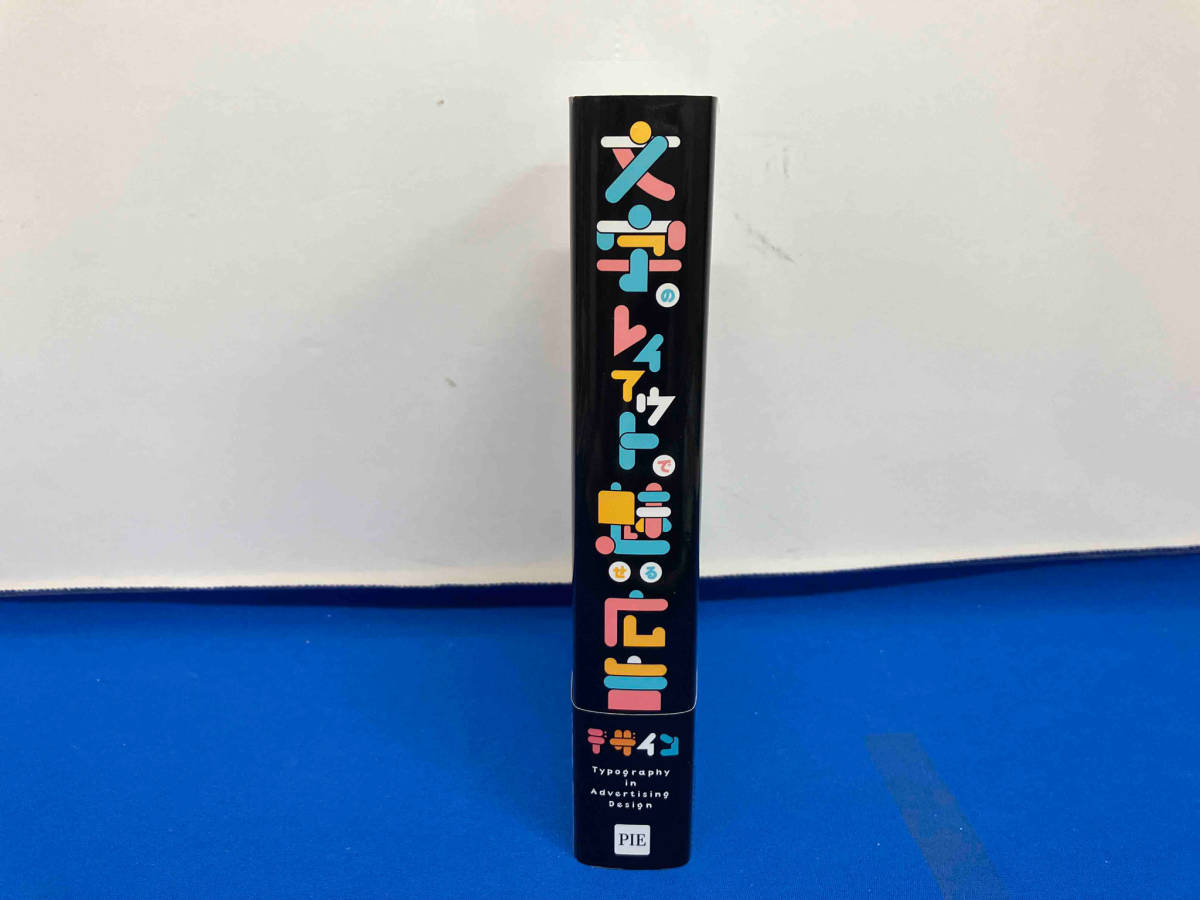 文字のレイアウトで魅せる広告
デザイン
Typography
in
Advertising
Design
PIE